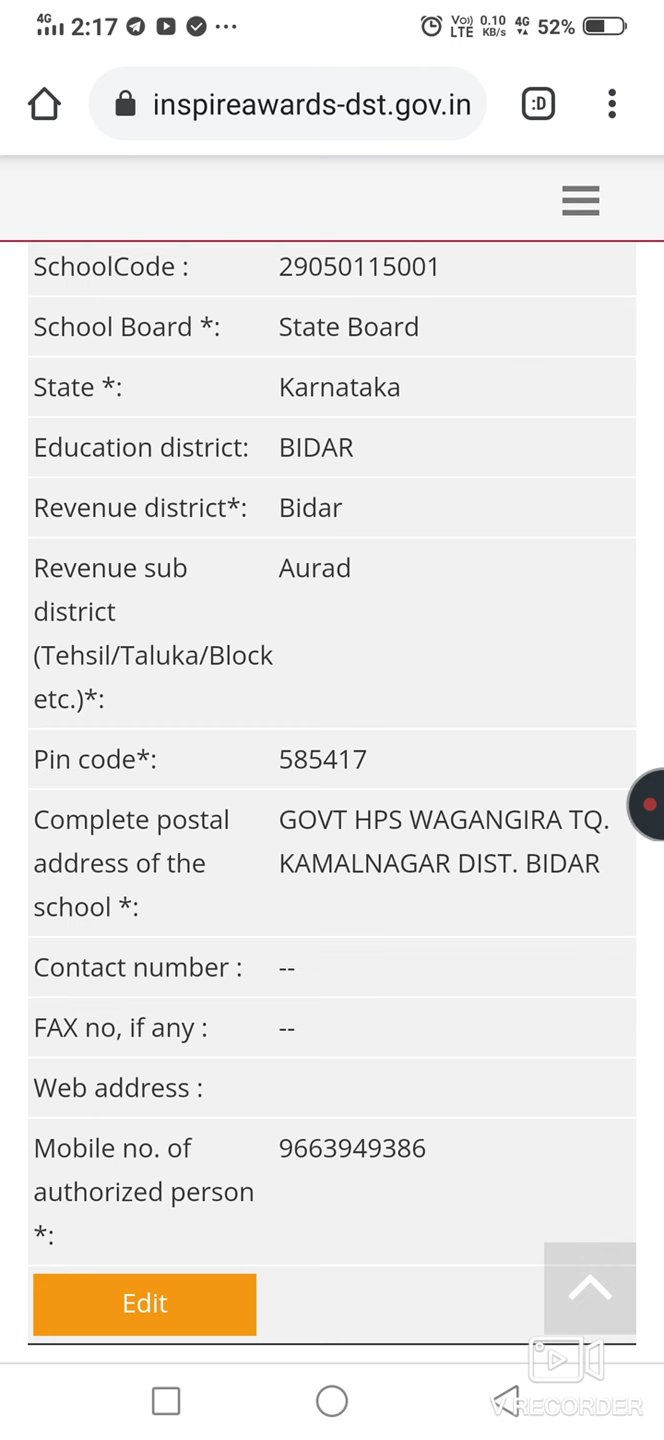 4G 2:17 ... Vo)) LTE 0.10 KB/s 4G 52%
inspireawards-dst.gov.in :D
SchoolCode : 29050115001
School Board *: State Board
State *: Karnataka
Education district: BIDAR
Revenue district*: Bidar
Revenue sub Aurad
district
(Tehsil/Taluka/Block
etc.)*:
Pin code*: 585417
Complete postal GOVT HPS WAGANGIRA TQ.
address of the KAMALNAGAR DIST. BIDAR
school *:
Contact number : --
FAX no, if any : --
Web address :
Mobile no. of 9663949386
authorized person
*:
Edit
V RECORDER